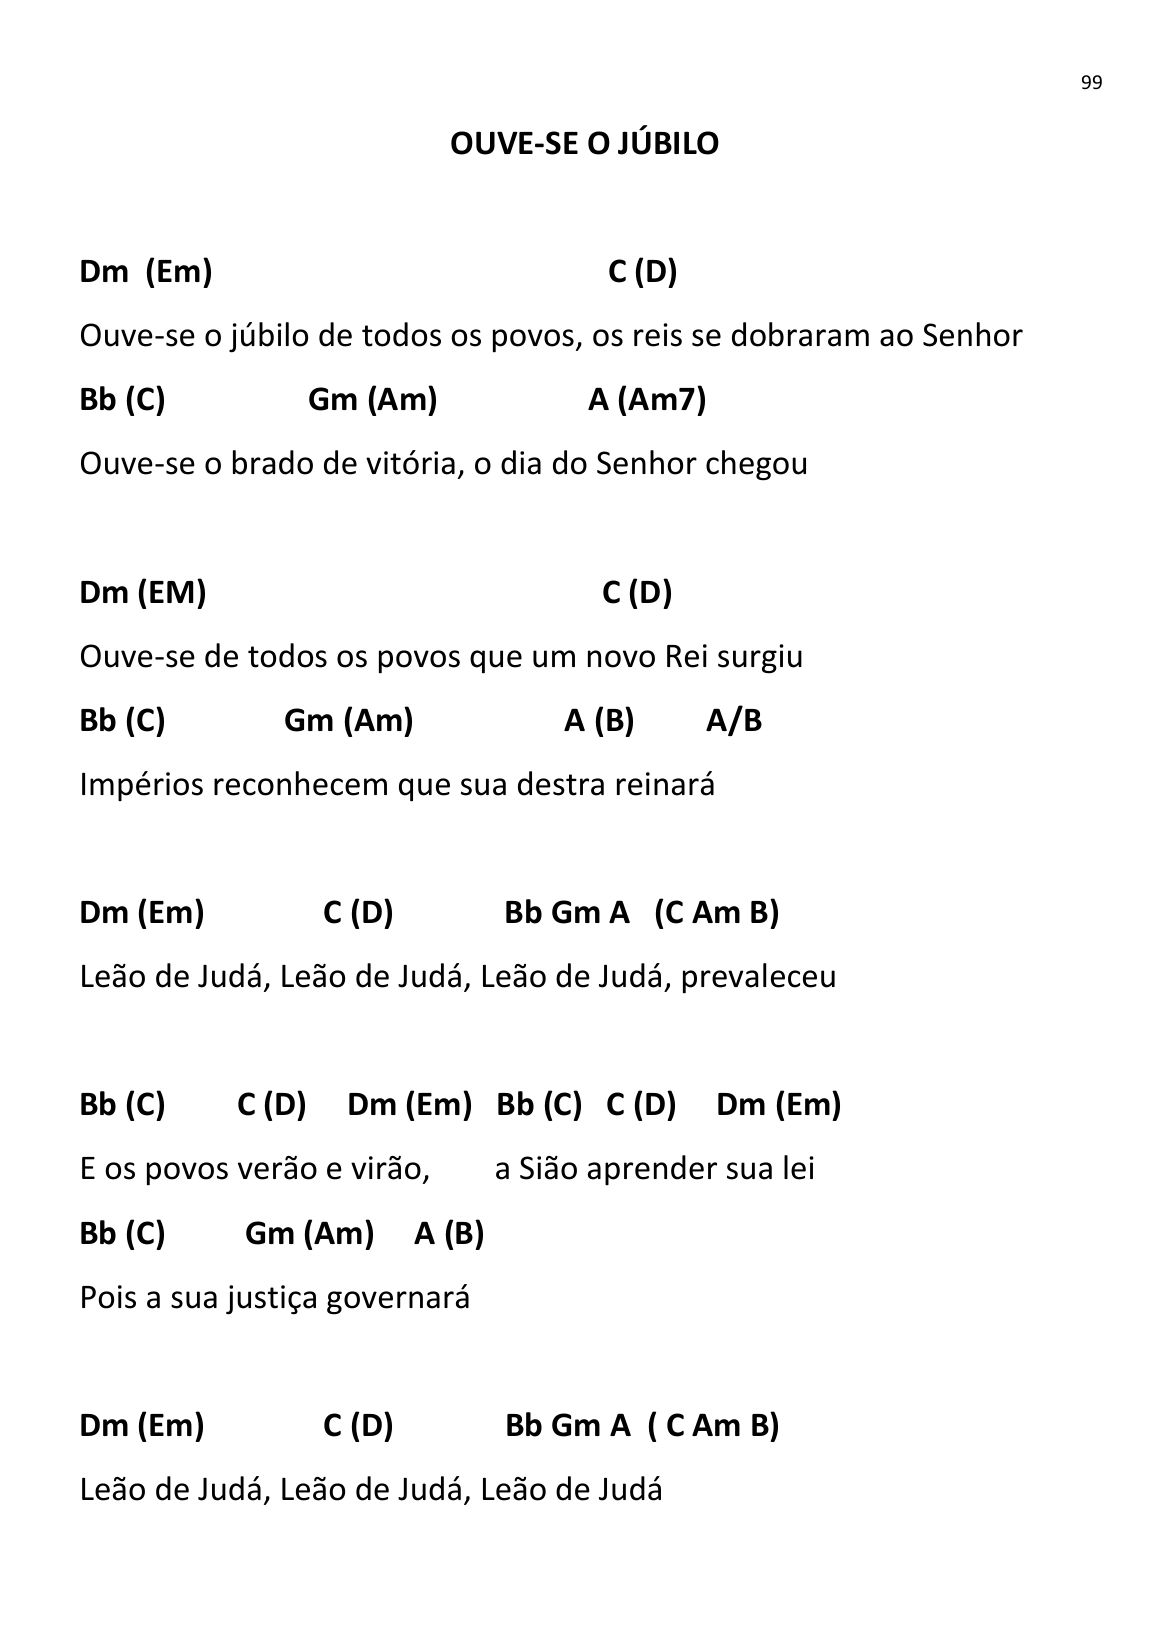 99
OUVE-SE O JÚBILO
Dm (Em) C (D)
Ouve-se o júbilo de todos os povos, os reis se dobraram ao Senhor
Bb (C) Gm (Am) A (Am7)
Ouve-se o brado de vitória, o dia do Senhor chegou
Dm (EM) C (D)
Ouve-se de todos os povos que um novo Rei surgiu
Bb (C) Gm (Am) A (B) A/B
Impérios reconhecem que sua destra reinará
Dm (Em) C (D) Bb Gm A (C Am B)
Leão de Judá, Leão de Judá, Leão de Judá, prevaleceu
Bb (C) C (D) Dm (Em) Bb (C) C (D) Dm (Em)
E os povos verão e virão, a Sião aprender sua lei
Bb (C) Gm (Am) A (B)
Pois a sua justiça governará
Dm (Em) C (D) Bb Gm A ( C Am B)
Leão de Judá, Leão de Judá, Leão de Judá